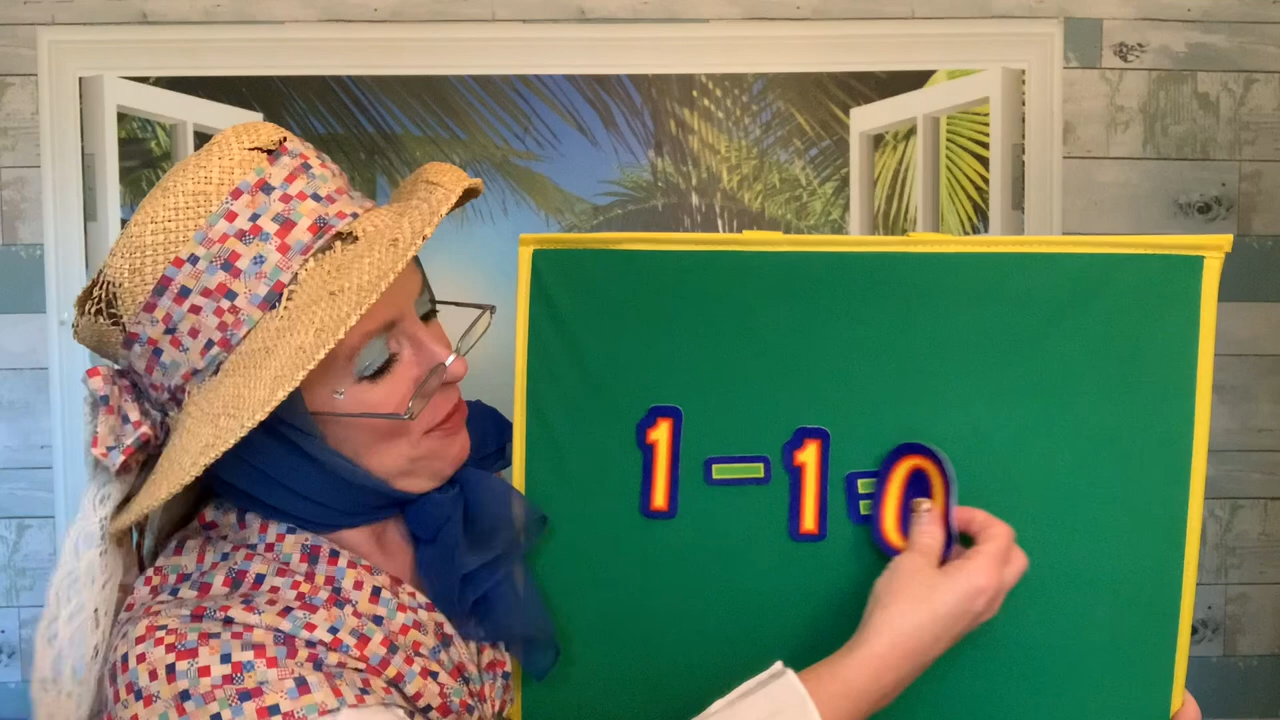 1 - 1 = 0